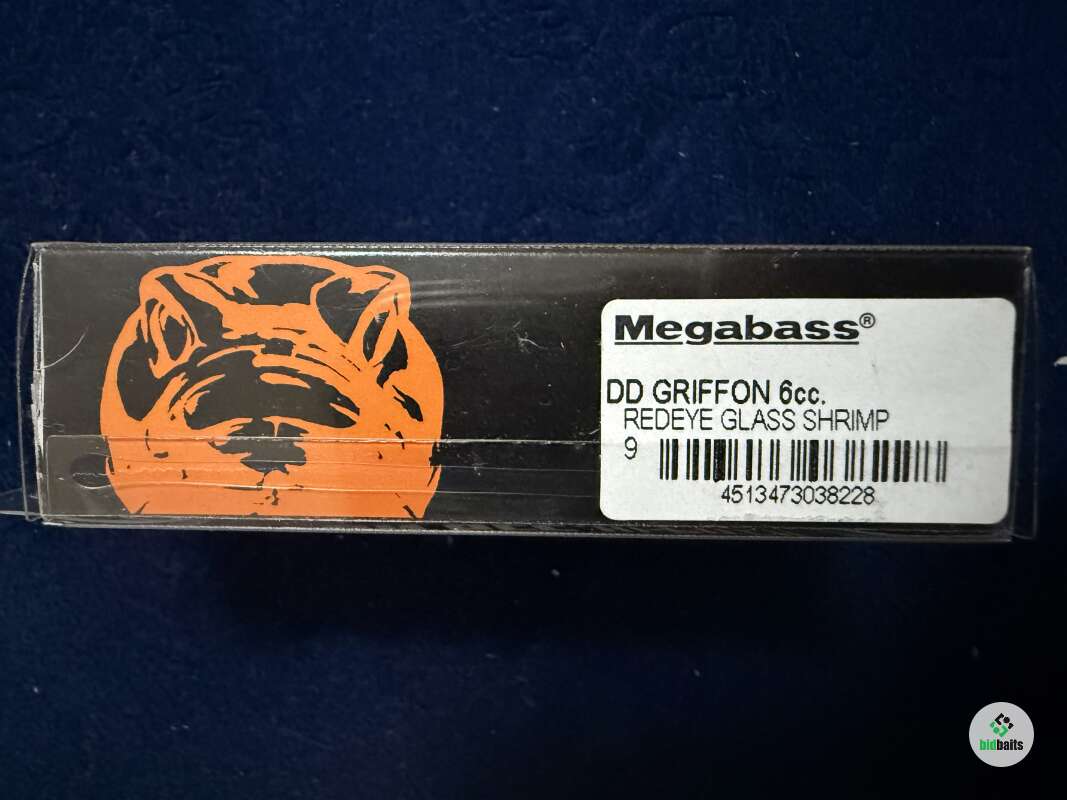 Megabass®
DD GRIFFON 6cc.
REDEYE GLASS SHRIMP
9
4513473038228
bidbaits